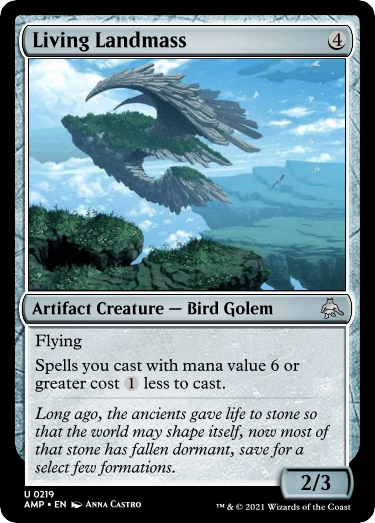 Living Landmass 4
Artifact Creature — Bird Golem
Flying
Spells you cast with mana value 6 or
greater cost 1 less to cast.
Long ago, the ancients gave life to stone so
that the world may shape itself, now most of
that stone has fallen dormant, save for a
select few formations.
2/3
U 0219
AMP • EN Anna Castro
™ & © 2021 Wizards of the Coast